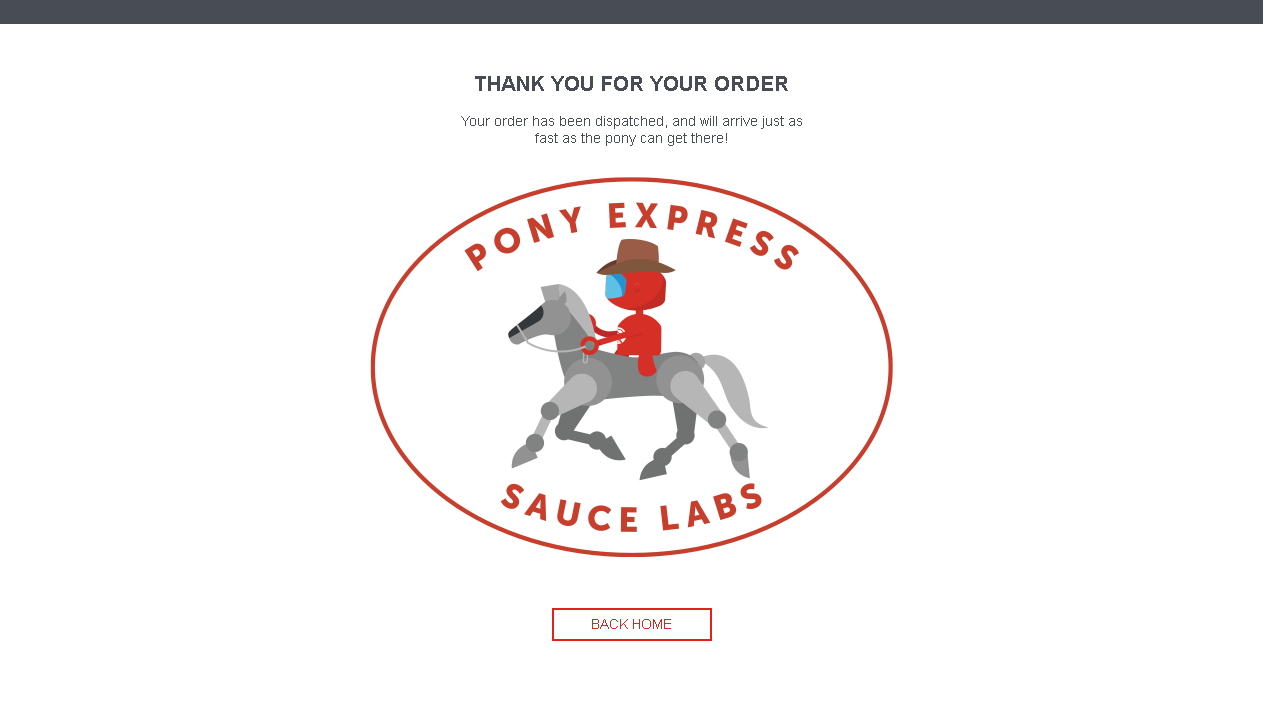 THANK YOU FOR YOUR ORDER
Your order has been dispatched, and will arrive just as
fast as the pony can get there!
PONY EXPRESS
SAUCE LABS
BACK HOME